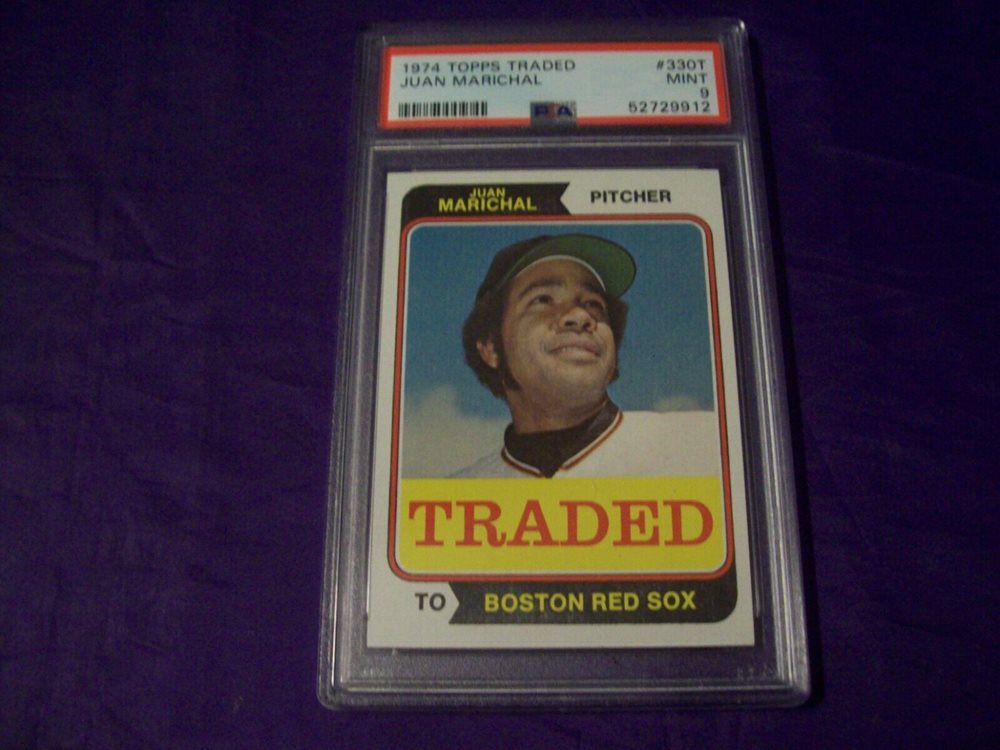 1974 TOPPS TRADED #330T
JUAN MARICHAL MINT
9
PSA 52729912
JUAN
MARICHAL PITCHER
TRADED
TO BOSTON RED SOX